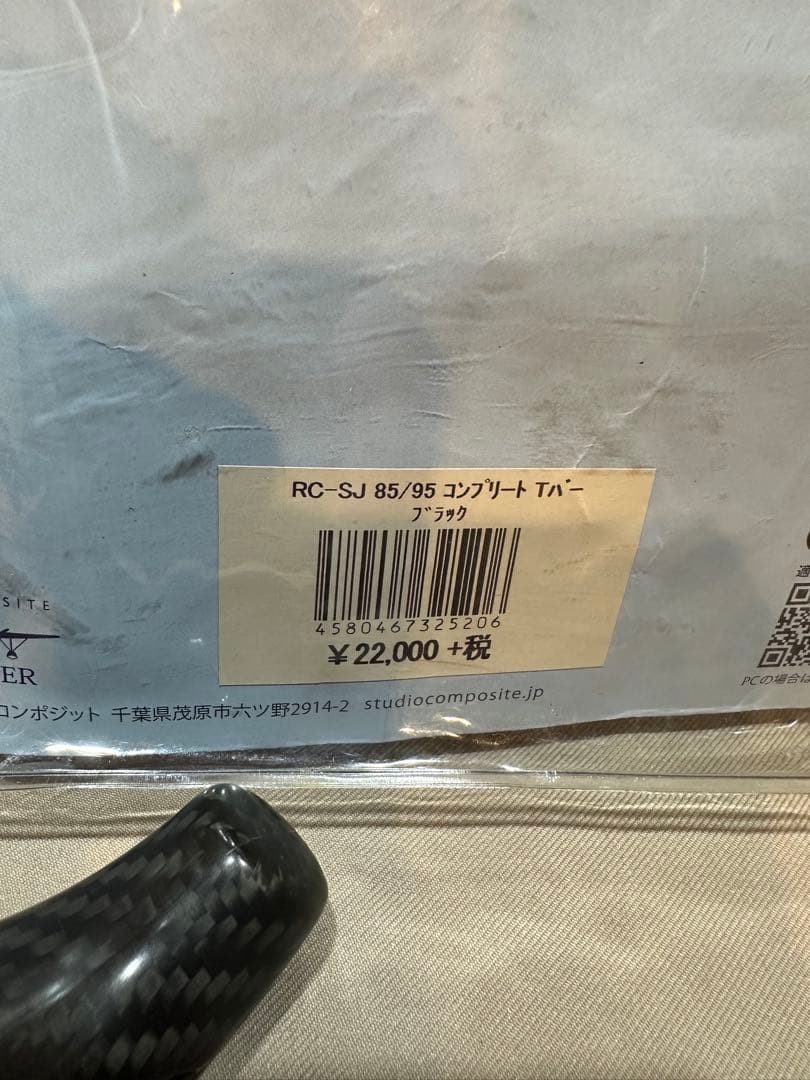 RC-SJ 85/95 ｺﾝﾌﾟﾘｰﾄ Tﾊﾞｰ
ﾌﾞﾗｯｸ
4580467325206
￥22,000 +税
SITE
ER
コンポジット 千葉県茂原市六ツ野2914-2 studiocomposite.jp
適
PCの場合は